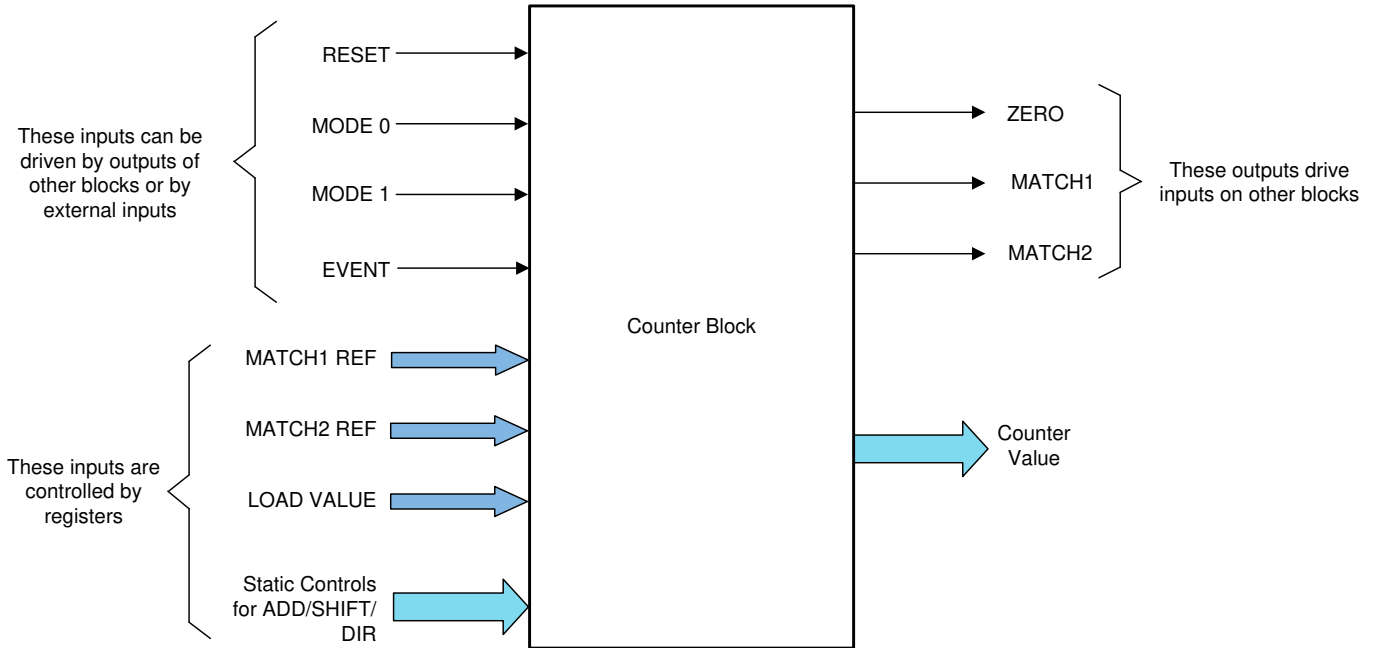 These inputs can be
driven by outputs of
other blocks or by
external inputs
RESET
MODE 0
MODE 1
EVENT
These inputs are
controlled by
registers
MATCH1 REF
MATCH2 REF
LOAD VALUE
Static Controls
for ADD/SHIFT/
DIR
Counter Block
ZERO
MATCH1
MATCH2
These outputs drive
inputs on other blocks
Counter
Value